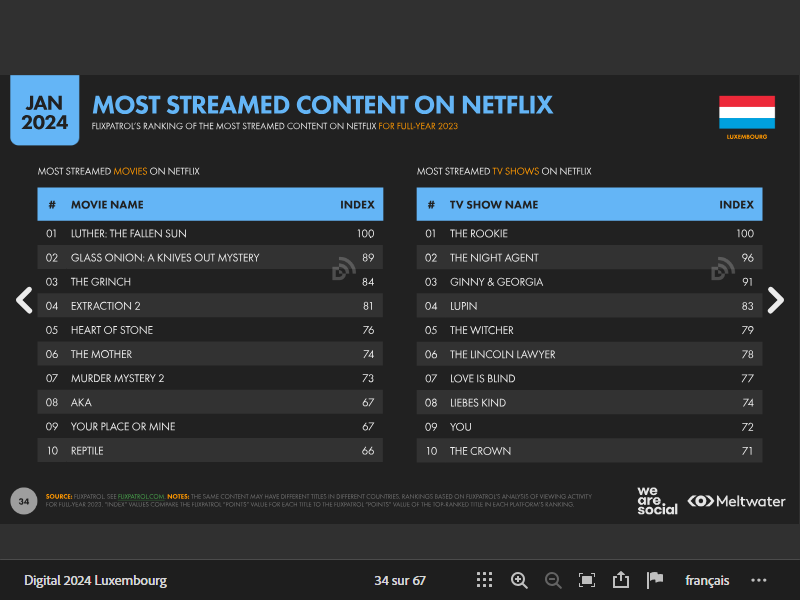 JAN
2024
MOST STREAMED CONTENT ON NETFLIX
FLIXPATROL'S RANKING OF THE MOST STREAMED CONTENT ON NETFLIX FOR FULL-YEAR 2023
LUXEMBOURG
MOST STREAMED MOVIES ON NETFLIX
# MOVIE NAME INDEX
01 LUTHER: THE FALLEN SUN 100
02 GLASS ONION: A KNIVES OUT MYSTERY 89
03 THE GRINCH 84
04 EXTRACTION 2 81
05 HEART OF STONE 76
06 THE MOTHER 74
07 MURDER MYSTERY 2 73
08 AKA 67
09 YOUR PLACE OR MINE 67
10 REPTILE 66
MOST STREAMED TV SHOWS ON NETFLIX
# TV SHOW NAME INDEX
01 THE ROOKIE 100
02 THE NIGHT AGENT 96
03 GINNY & GEORGIA 91
04 LUPIN 83
05 THE WITCHER 79
06 THE LINCOLN LAWYER 78
07 LOVE IS BLIND 77
08 LIEBES KIND 74
09 YOU 72
10 THE CROWN 71
34
SOURCE: FLIXPATROL. SEE FLIXPATROL.COM. NOTES: THE SAME CONTENT MAY HAVE DIFFERENT TITLES IN DIFFERENT COUNTRIES. RANKINGS BASED ON FLIXPATROL'S ANALYSIS OF VIEWING ACTIVITY
FOR FULL-YEAR 2023. "INDEX" VALUES COMPARE THE FLIXPATROL "POINTS" VALUE FOR EACH TITLE TO THE FLIXPATROL "POINTS" VALUE OF THE TOP-RANKED TITLE IN EACH PLATFORM'S RANKING.
we
are
social
Meltwater
Digital 2024 Luxembourg
34 sur 67
français